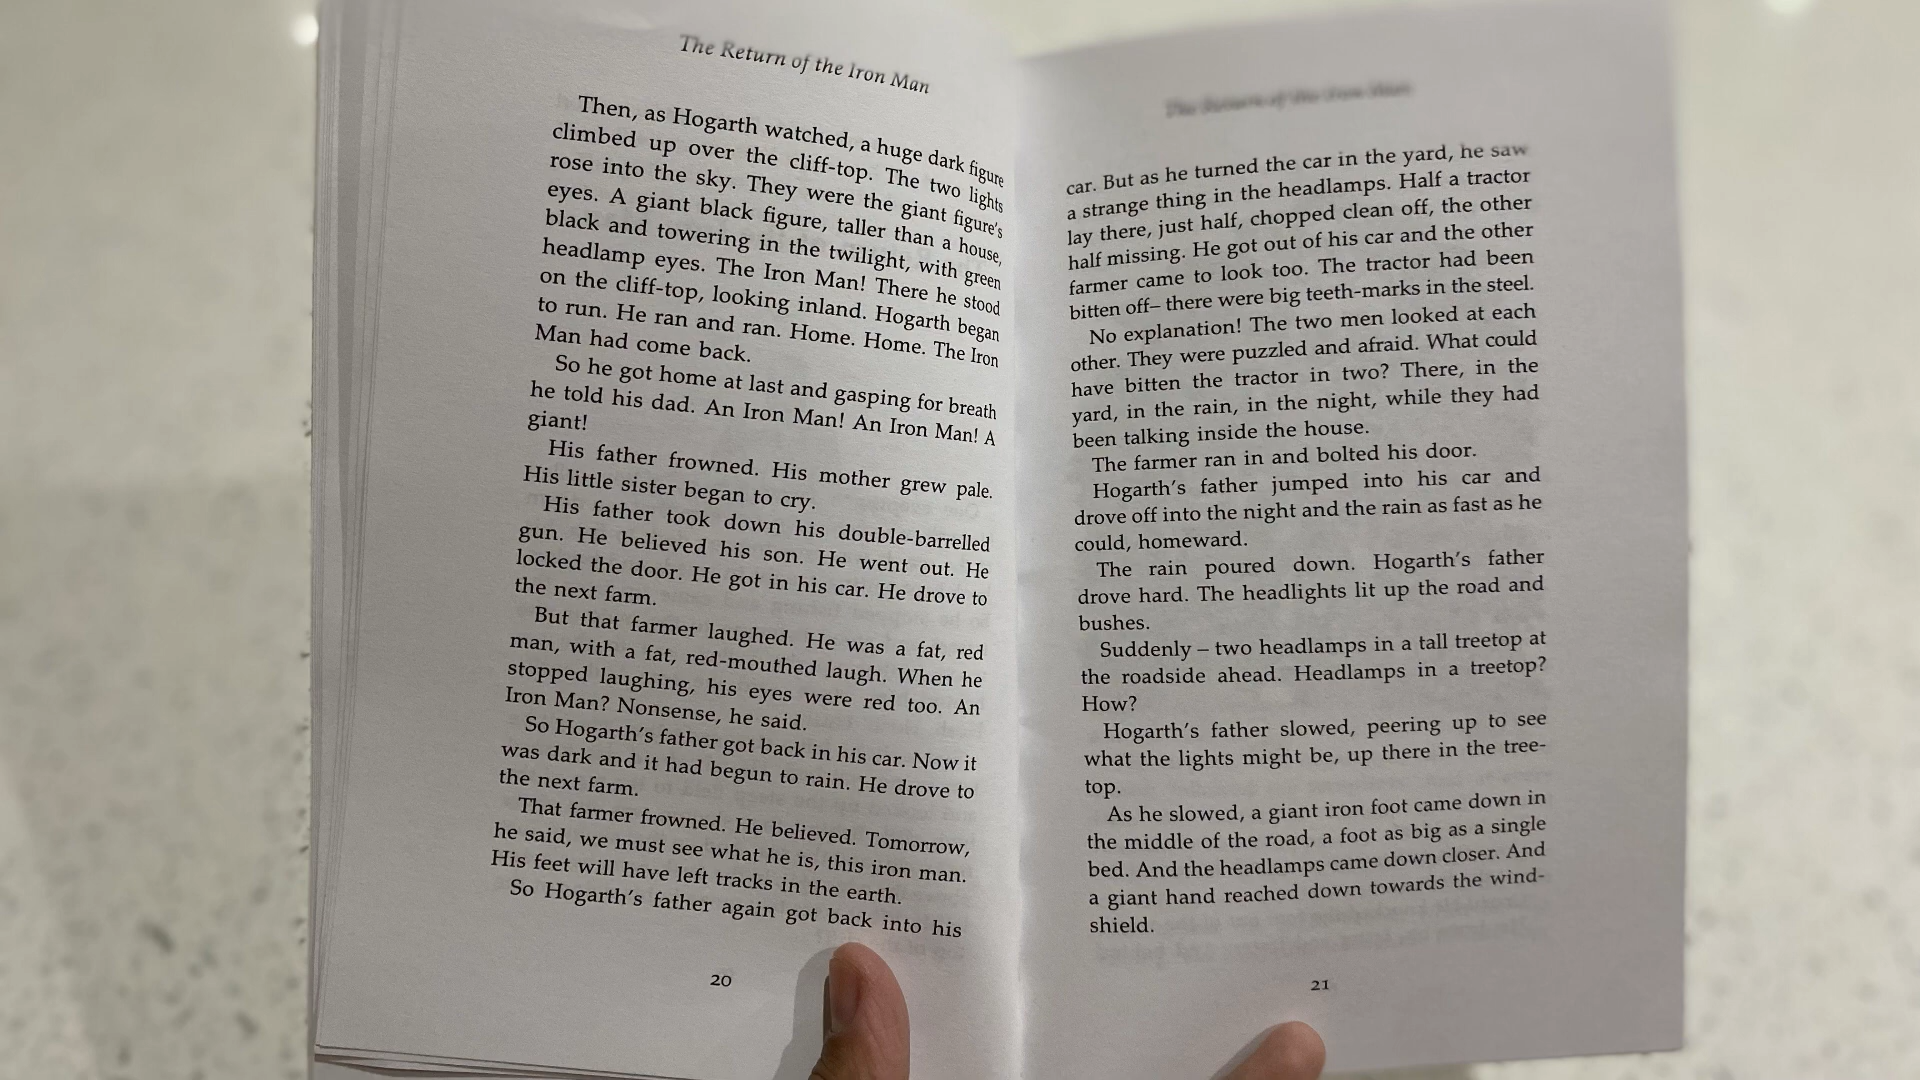 The Return of the Iron Man
Then, as Hogarth watched, a huge dark figure
climbed up over the cliff-top. The two lights
rose into the sky. They were the giant figure's
eyes. A giant black figure, taller than a house,
black and towering in the twilight, with green
headlamp eyes. The Iron Man! There he stood
on the cliff-top, looking inland. Hogarth began
to run. He ran and ran. Home. Home. The Iron
Man had come back.
So he got home at last and gasping for breath
he told his dad. An Iron Man! An Iron Man! A
giant!
His father frowned. His mother grew pale.
His little sister began to cry.
His father took down his double-barrelled
gun. He believed his son. He went out. He
locked the door. He got in his car. He drove to
the next farm.
But that farmer laughed. He was a fat, red
man, with a fat, red-mouthed laugh. When he
stopped laughing, his eyes were red too. An
Iron Man? Nonsense, he said.
So Hogarth's father got back in his car. Now it
was dark and it had begun to rain. He drove to
the next farm.
That farmer frowned. He believed. Tomorrow,
he said, we must see what he is, this iron man.
His feet will have left tracks in the earth.
So Hogarth's father again got back into his
20
The Return of the Iron Man
car. But as he turned the car in the yard, he saw
a strange thing in the headlamps. Half a tractor
lay there, just half, chopped clean off, the other
half missing. He got out of his car and the other
farmer came to look too. The tractor had been
bitten off– there were big teeth-marks in the steel.
No explanation! The two men looked at each
other. They were puzzled and afraid. What could
have bitten the tractor in two? There, in the
yard, in the rain, in the night, while they had
been talking inside the house.
The farmer ran in and bolted his door.
Hogarth's father jumped into his car and
drove off into the night and the rain as fast as he
could, homeward.
The rain poured down. Hogarth's father
drove hard. The headlights lit up the road and
bushes.
Suddenly – two headlamps in a tall treetop at
the roadside ahead. Headlamps in a treetop?
How?
Hogarth's father slowed, peering up to see
what the lights might be, up there in the tree-
top.
As he slowed, a giant iron foot came down in
the middle of the road, a foot as big as a single
bed. And the headlamps came down closer. And
a giant hand reached down towards the wind-
shield.
21